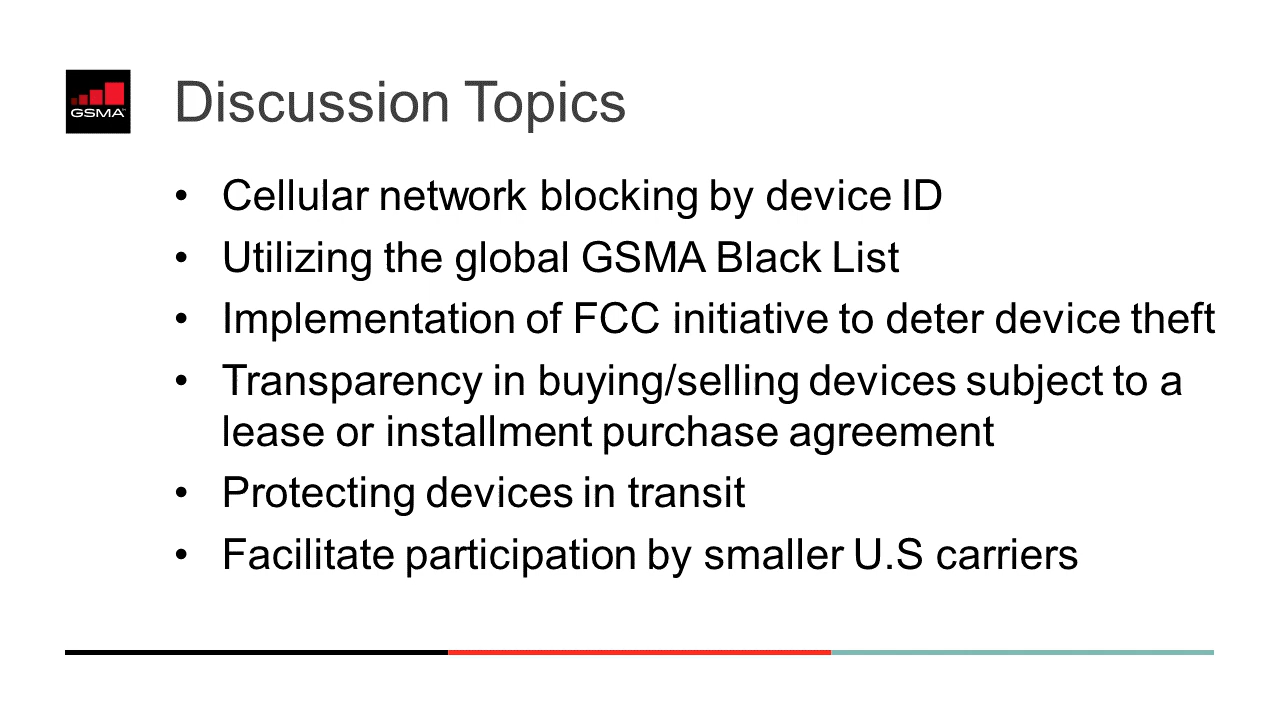 GSMA™
Discussion Topics
• Cellular network blocking by device ID
• Utilizing the global GSMA Black List
• Implementation of FCC initiative to deter device theft
• Transparency in buying/selling devices subject to a
lease or installment purchase agreement
• Protecting devices in transit
• Facilitate participation by smaller U.S carriers